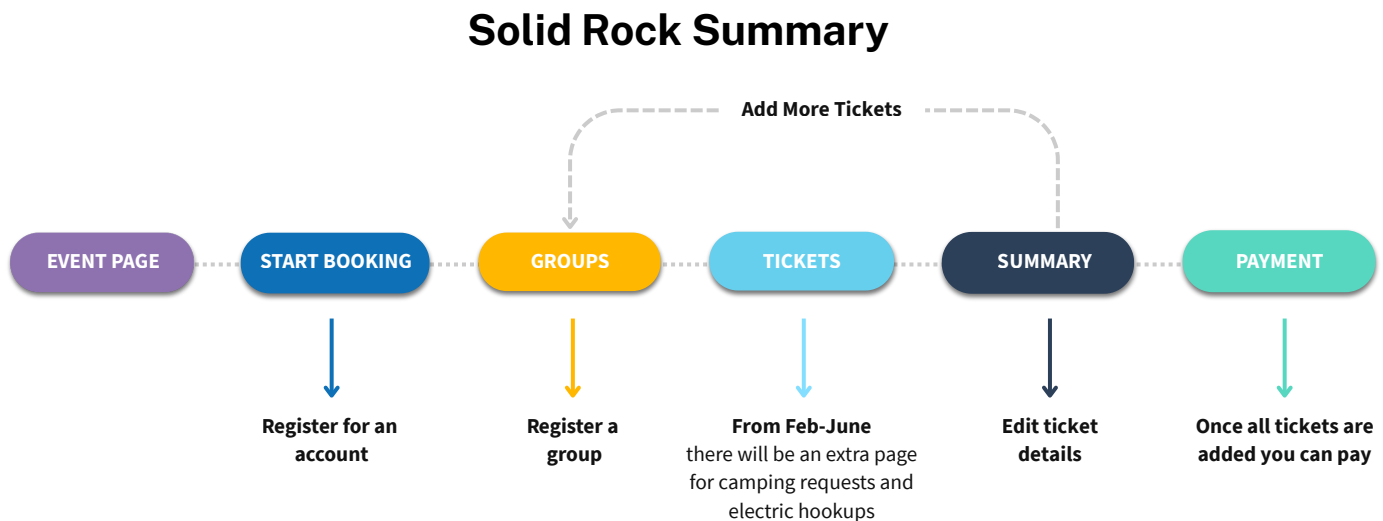 Solid Rock Summary
Add More Tickets
EVENT PAGE
START BOOKING
GROUPS
TICKETS
SUMMARY
PAYMENT
Register for an
account
Register a
group
From Feb-June
there will be an extra page
for camping requests and
electric hookups
Edit ticket
details
Once all tickets are
added you can pay